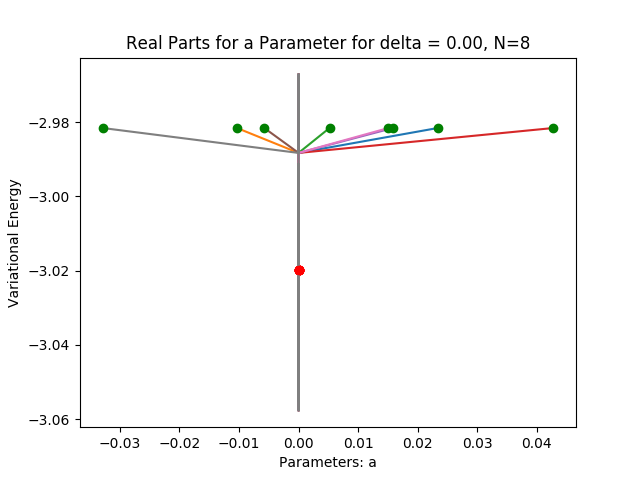 Real Parts for a Parameter for delta = 0.00, N=8
Variational Energy
−2.98
−3.00
−3.02
−3.04
−3.06
−0.03 −0.02 −0.01 0.00 0.01 0.02 0.03 0.04
Parameters: a